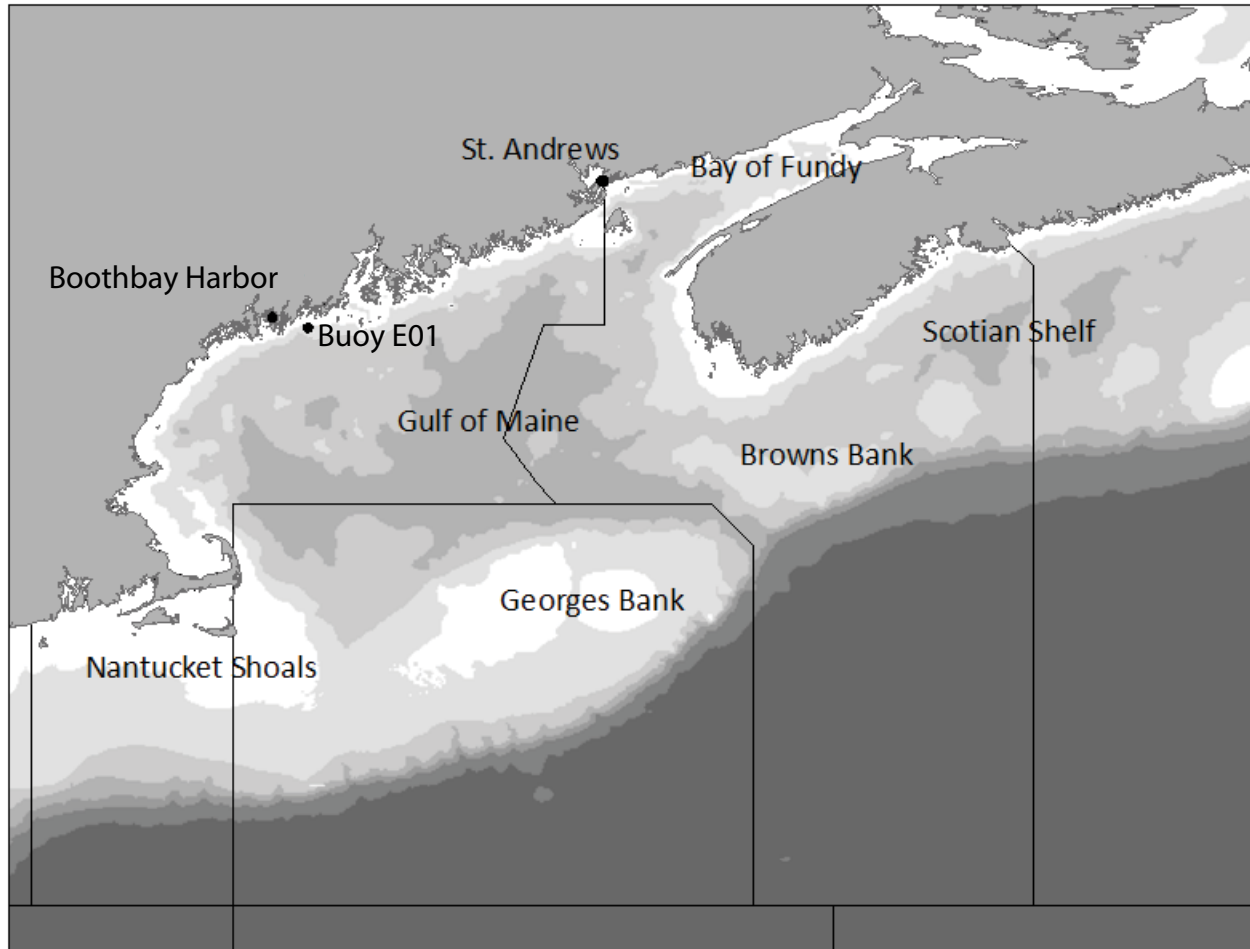 St. Andrews
Bay of Fundy
Boothbay Harbor
Buoy E01
Scotian Shelf
Gulf of Maine
Browns Bank
Georges Bank
Nantucket Shoals